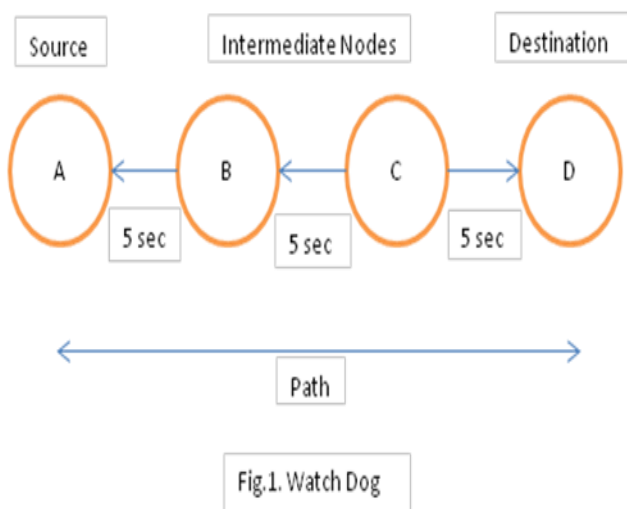 Source
Intermediate Nodes
Destination
A
B
C
D
5 sec
5 sec
5 sec
Path
Fig.1. Watch Dog